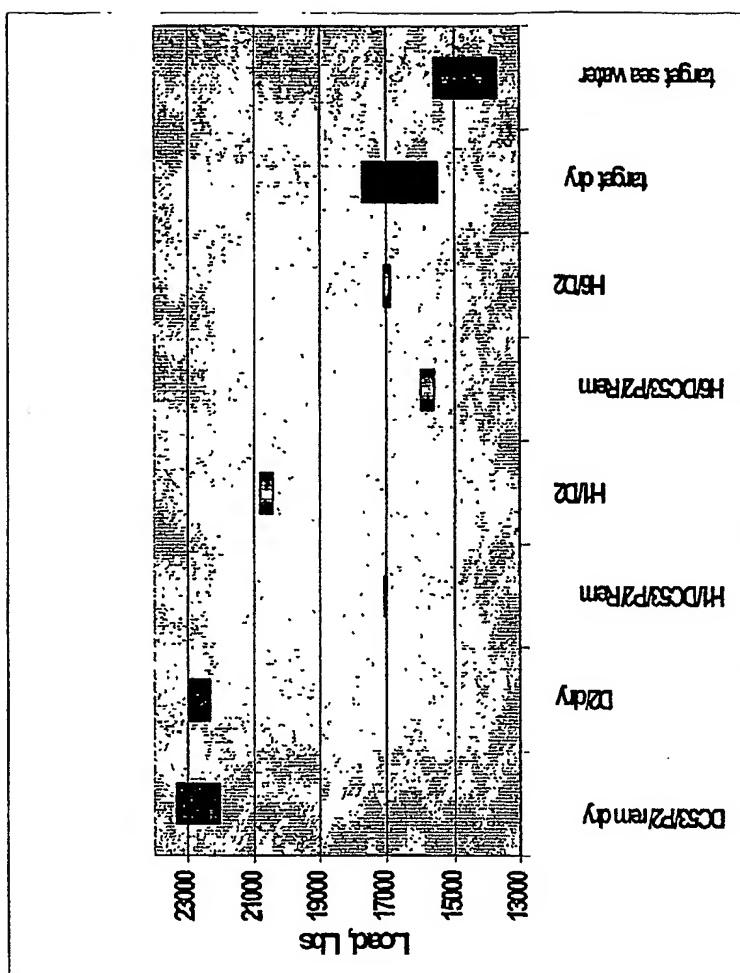 Load, Lbs
23000
21000
19000
17000
15000
13000
DC53/P2/rem dry
D2/dry
H1/DC53/P2/Rem
H1/D2
H6/DC53/P2/Rem
H6/D2
target dry
target sea water